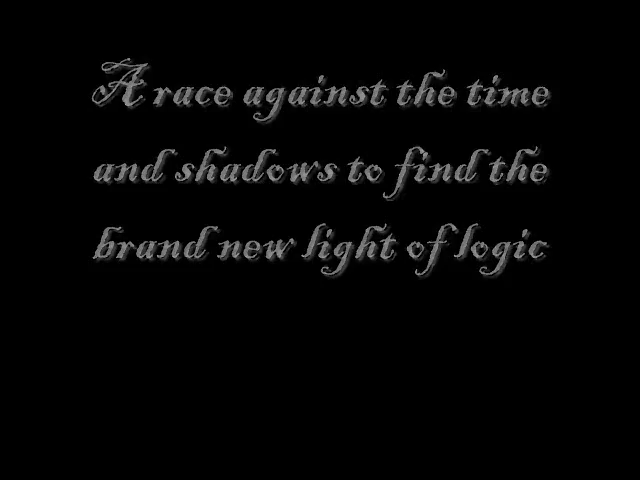 A race against the time
and shadows to find the
brand new light of logic